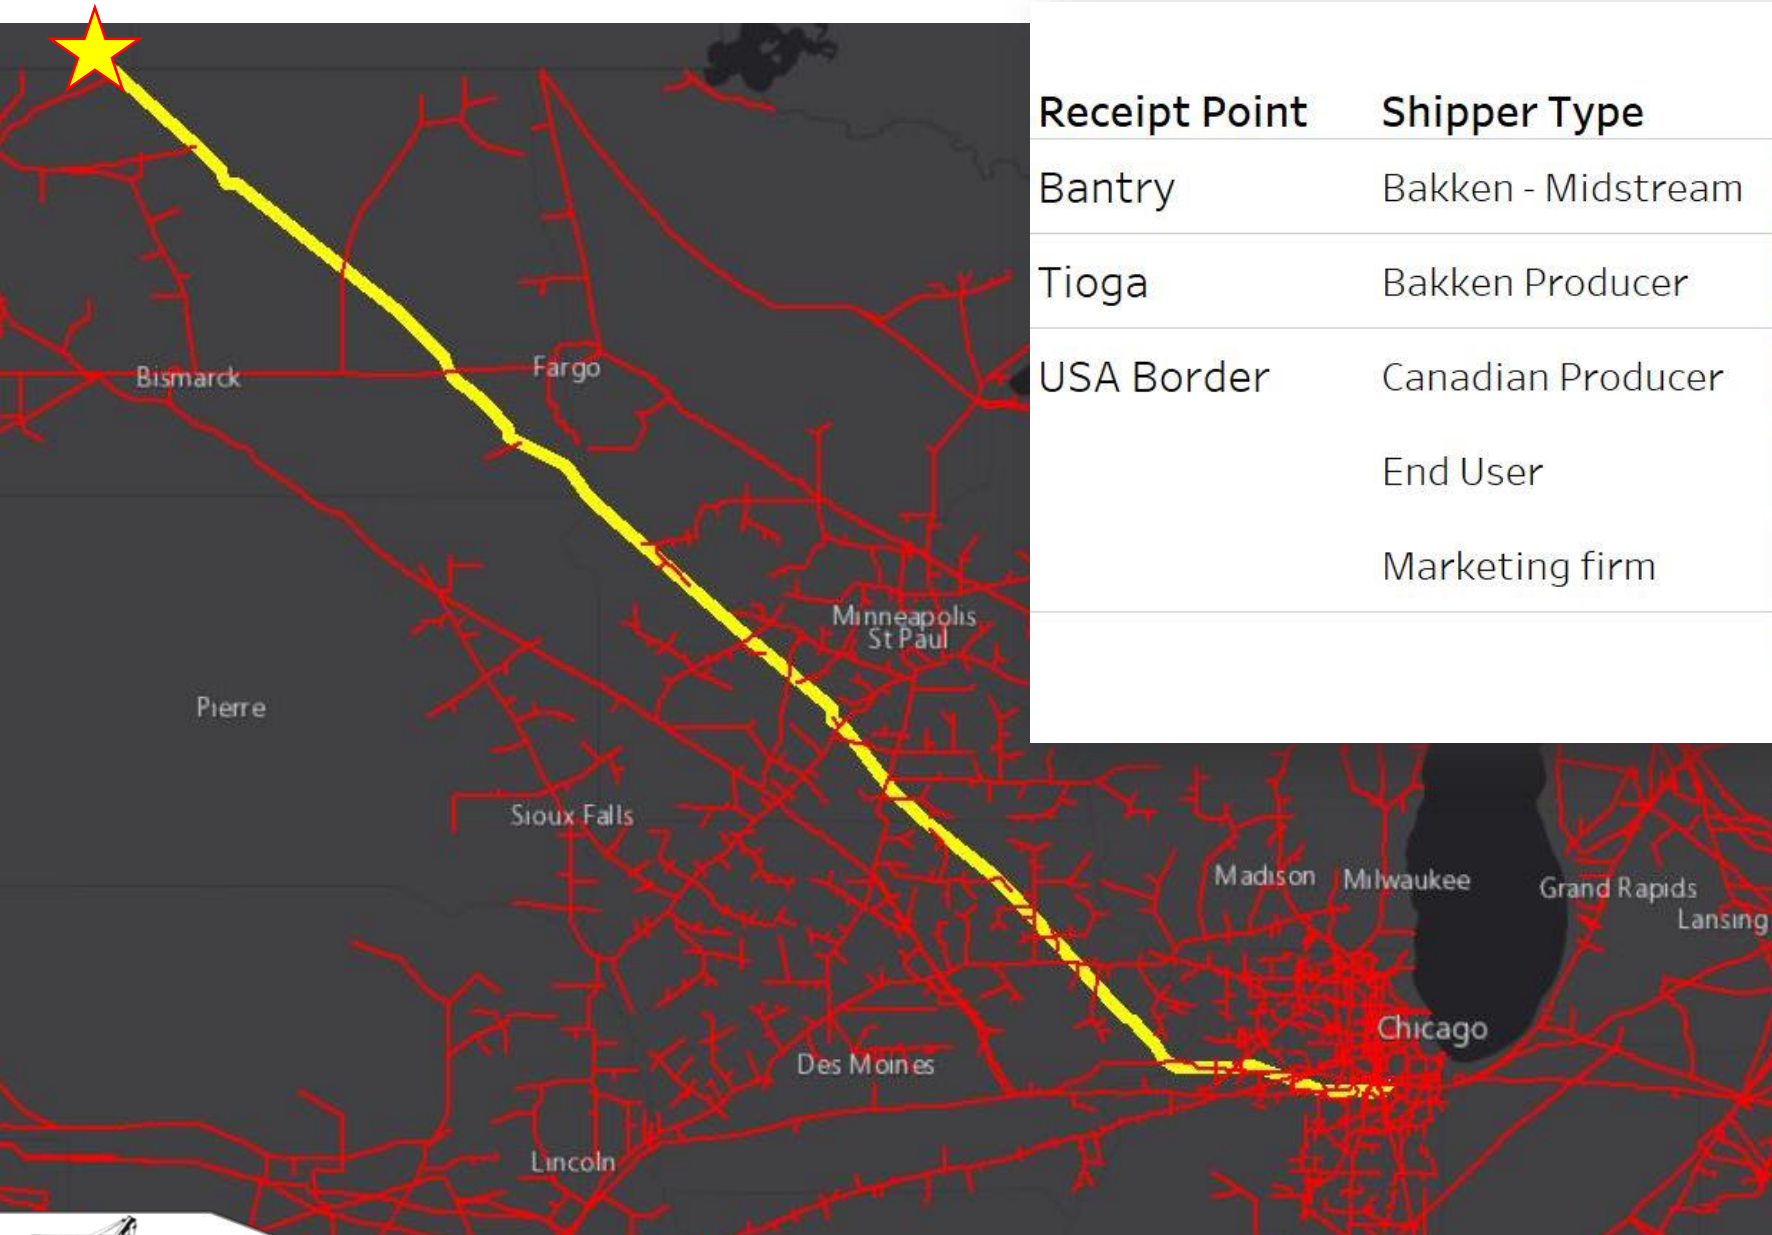 Receipt Point Shipper Type
Bantry Bakken - Midstream
Tioga Bakken Producer
USA Border Canadian Producer
End User
Marketing firm
Bismarck
Fargo
Minneapolis
St Paul
Pierre
Sioux Falls
Madison
Milwaukee
Grand Rapids
Lansing
Chicago
Des Moines
Lincoln